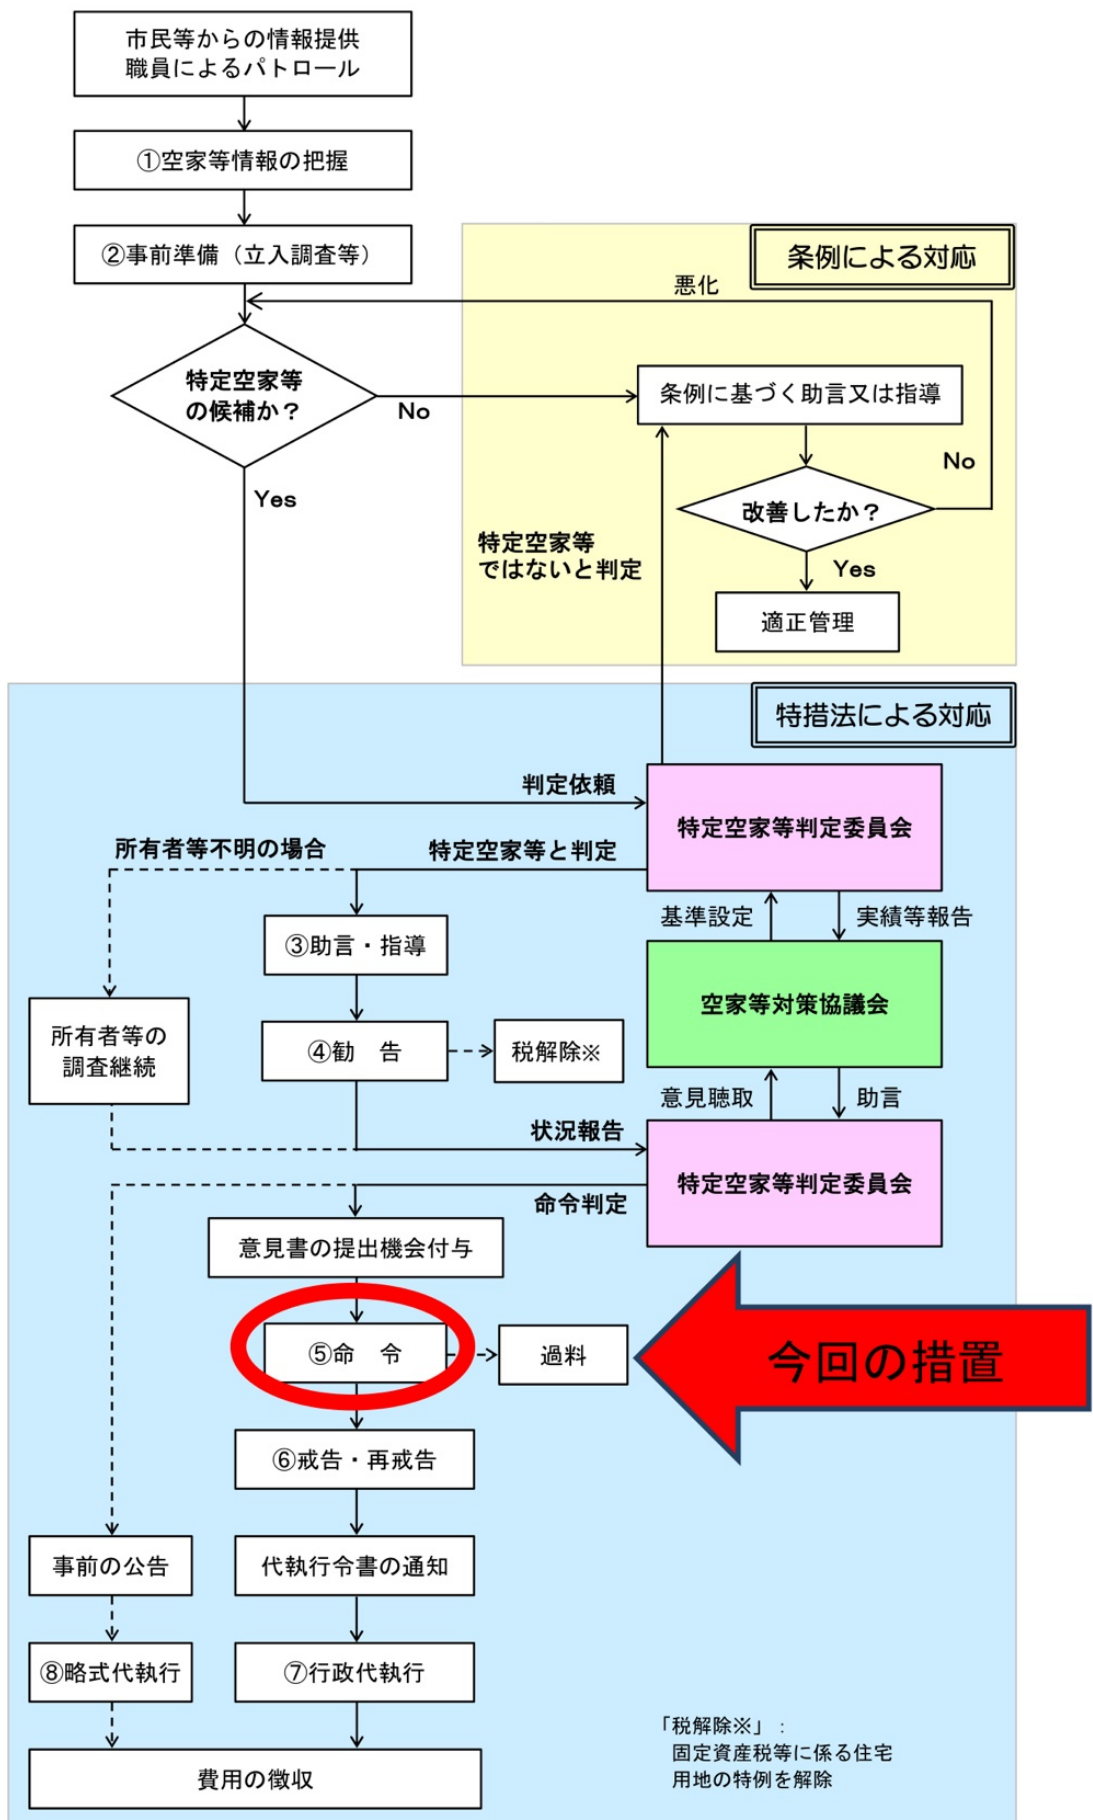 市民等からの情報提供
職員によるパトロール
①空家等情報の把握
②事前準備（立入調査等）
条例による対応
悪化
特定空家等
の候補か？
No
条例に基づく助言又は指導
No
Yes
改善したか？
特定空家等
ではないと判定
Yes
適正管理
特措法による対応
判定依頼
特定空家等判定委員会
所有者等不明の場合
特定空家等と判定
基準設定
実績等報告
③助言・指導
空家等対策協議会
所有者等の
調査継続
④勧　告
税解除※
意見聴取
助言
状況報告
特定空家等判定委員会
命令判定
意見書の提出機会付与
⑤命　令
過料
今回の措置
⑥戒告・再戒告
事前の公告
代執行令書の通知
⑧略式代執行
⑦行政代執行
「税解除※」：
固定資産税等に係る住宅
用地の特例を解除
費用の徴収